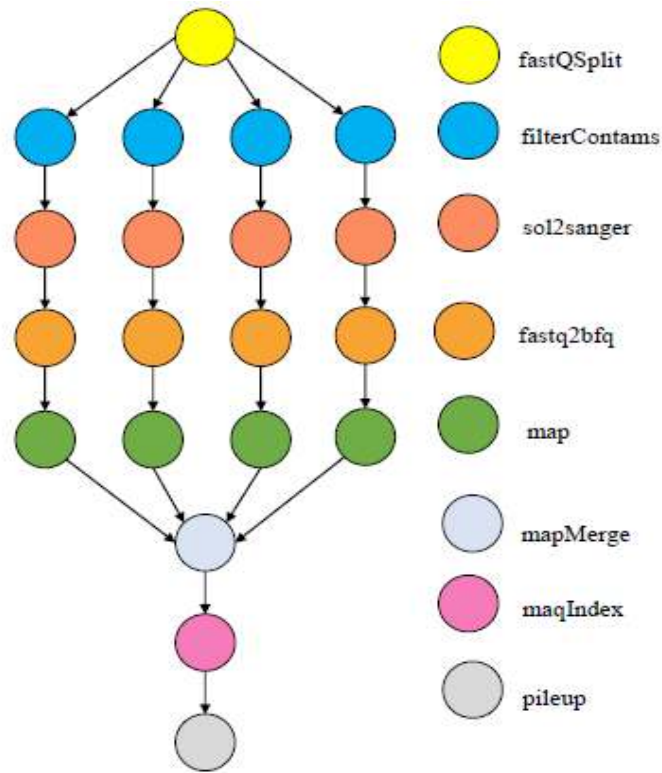 fastQSplit
filterContams
sol2sanger
fastq2bfq
map
mapMerge
maqIndex
pileup